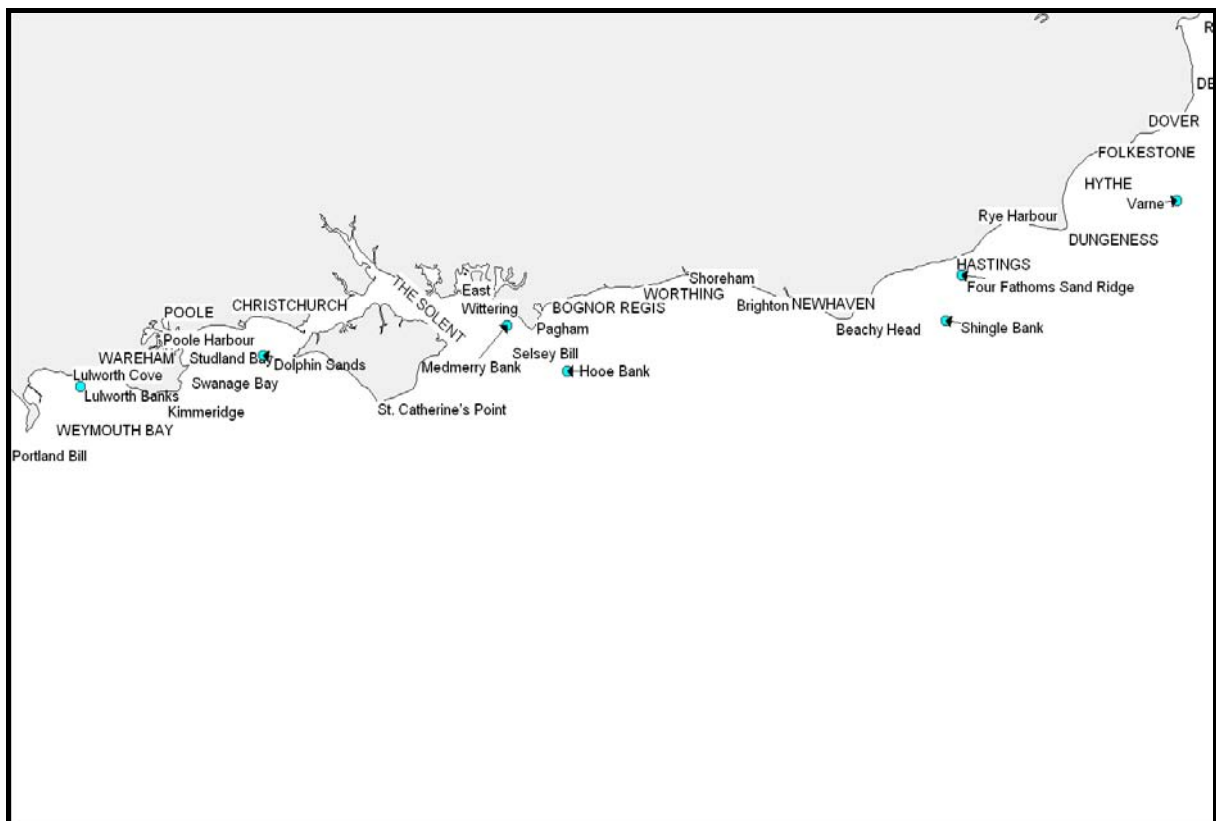 R
DE
DOVER
FOLKESTONE
HYTHE
Varne
Rye Harbour
DUNGENESS
HASTINGS
Four Fathoms Sand Ridge
Shingle Bank
Beachy Head
NEWHAVEN
Brighton
Shoreham
WORTHING
BOGNOR REGIS
Pagham
East
Wittering
THE SOLENT
Selsey Bill
Medmerry Bank
Hooe Bank
CHRISTCHURCH
POOLE
Poole Harbour
WAREHAM
Studland Bay
Dolphin Sands
Lulworth Cove
Swanage Bay
Lulworth Banks
Kimmeridge
St. Catherine's Point
WEYMOUTH BAY
Portland Bill